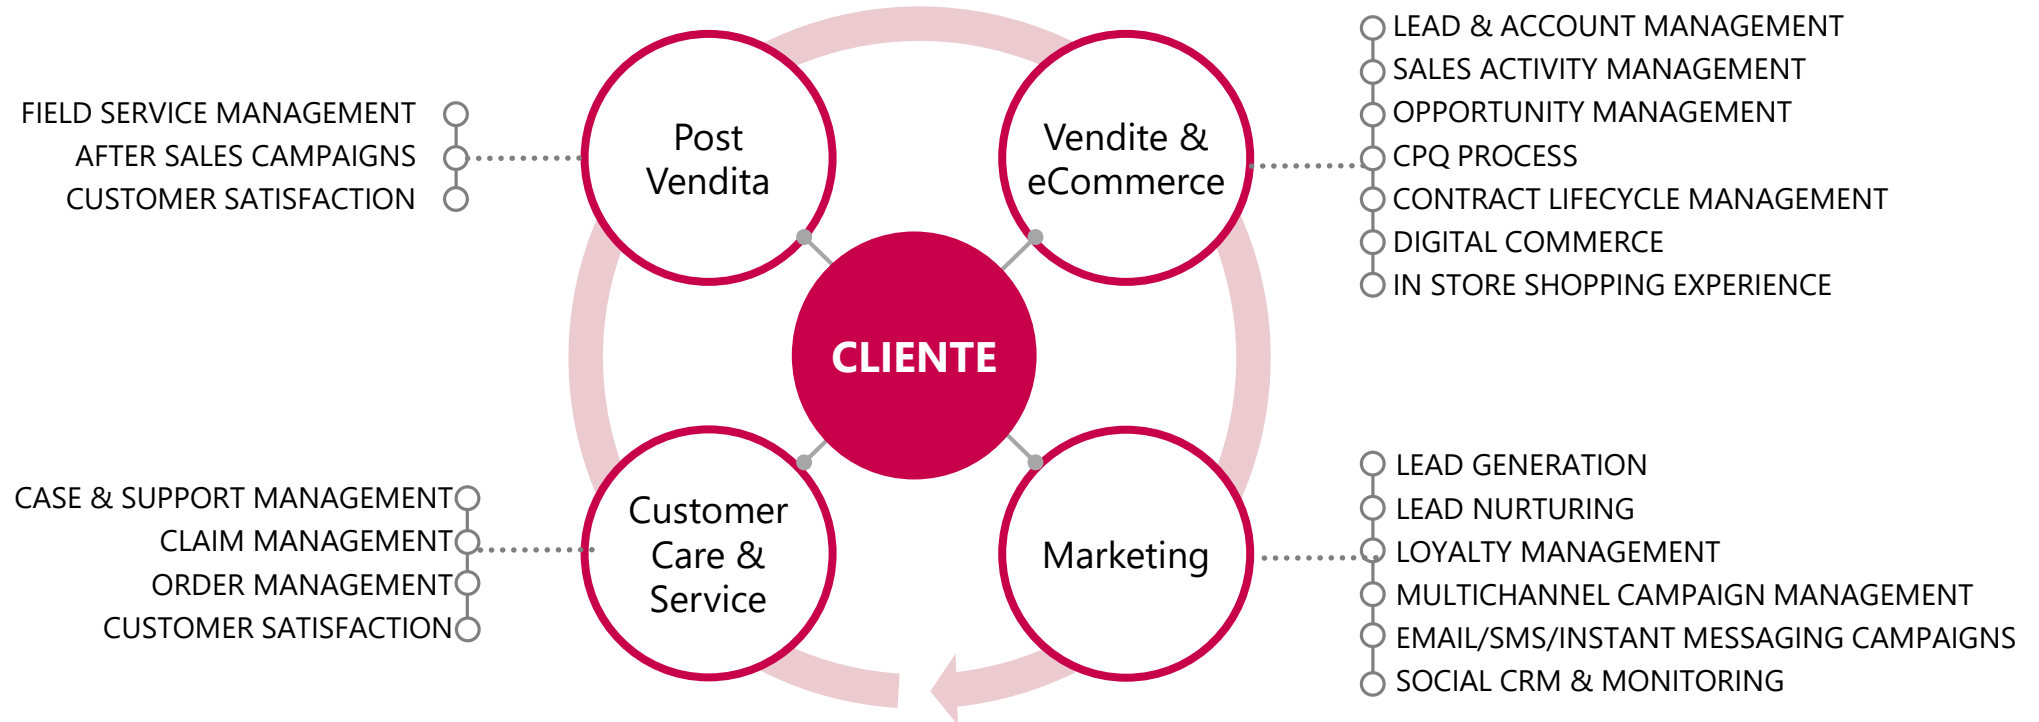 FIELD SERVICE MANAGEMENT
AFTER SALES CAMPAIGNS
CUSTOMER SATISFACTION
Post
Vendita
Vendite &
eCommerce
LEAD & ACCOUNT MANAGEMENT
SALES ACTIVITY MANAGEMENT
OPPORTUNITY MANAGEMENT
CPQ PROCESS
CONTRACT LIFECYCLE MANAGEMENT
DIGITAL COMMERCE
IN STORE SHOPPING EXPERIENCE
CLIENTE
CASE & SUPPORT MANAGEMENT
CLAIM MANAGEMENT
ORDER MANAGEMENT
CUSTOMER SATISFACTION
Customer
Care &
Service
Marketing
LEAD GENERATION
LEAD NURTURING
LOYALTY MANAGEMENT
MULTICHANNEL CAMPAIGN MANAGEMENT
EMAIL/SMS/INSTANT MESSAGING CAMPAIGNS
SOCIAL CRM & MONITORING